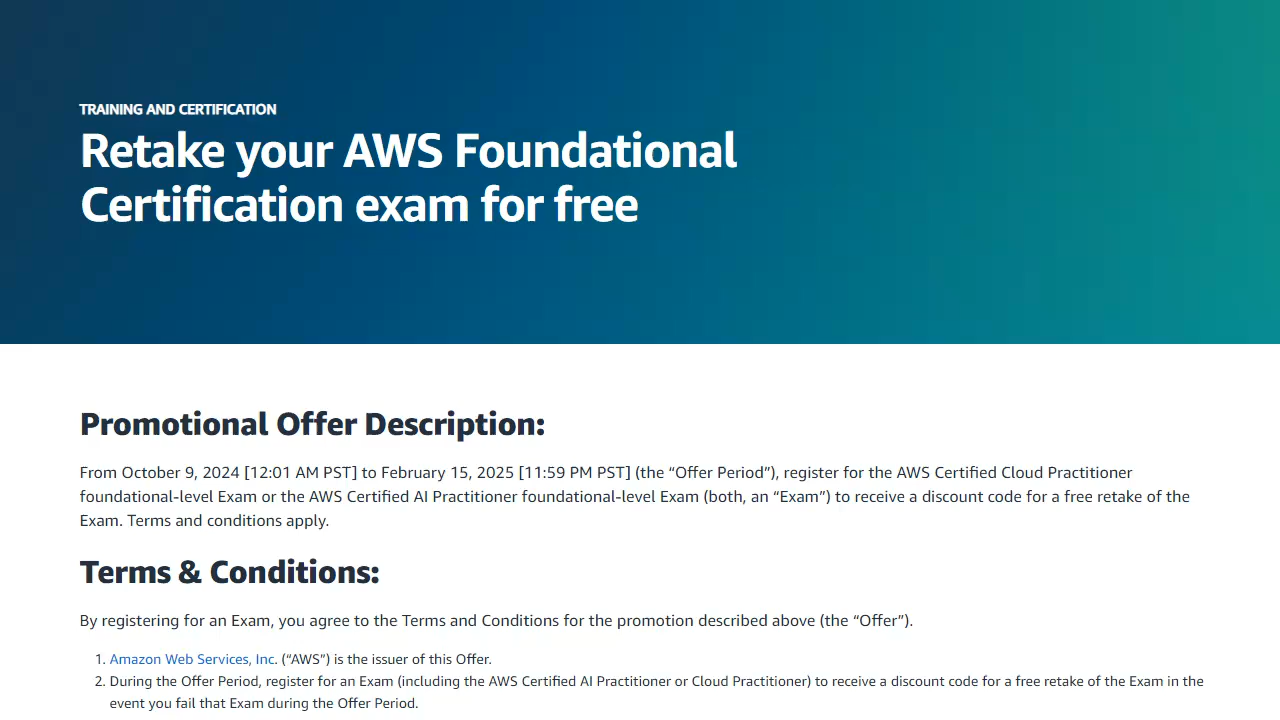 TRAINING AND CERTIFICATION
Retake your AWS Foundational
Certification exam for free
Promotional Offer Description:
From October 9, 2024 [12:01 AM PST] to February 15, 2025 [11:59 PM PST] (the “Offer Period”), register for the AWS Certified Cloud Practitioner
foundational-level Exam or the AWS Certified AI Practitioner foundational-level Exam (both, an “Exam”) to receive a discount code for a free retake of the
Exam. Terms and conditions apply.
Terms & Conditions:
By registering for an Exam, you agree to the Terms and Conditions for the promotion described above (the “Offer”).
1. Amazon Web Services, Inc. (“AWS”) is the issuer of this Offer.
2. During the Offer Period, register for an Exam (including the AWS Certified AI Practitioner or Cloud Practitioner) to receive a discount code for a free retake of the Exam in the
event you fail that Exam during the Offer Period.